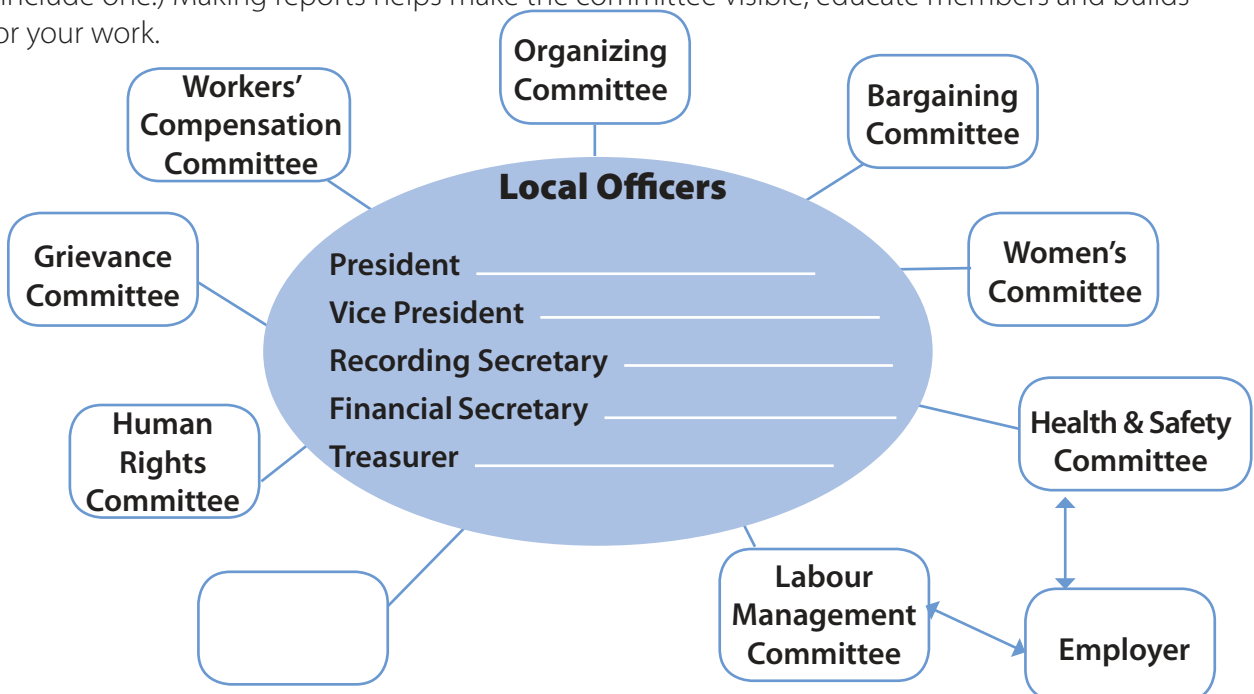 include one.) Making reports helps make the committee visible, educate members and builds
or your work.
Organizing
Committee
Workers’
Compensation
Committee
Bargaining
Committee
Local Officers
Grievance
Committee
Women’s
Committee
President
Vice President
Recording Secretary
Financial Secretary
Treasurer
Human
Rights
Committee
Health & Safety
Committee
Labour
Management
Committee
Employer